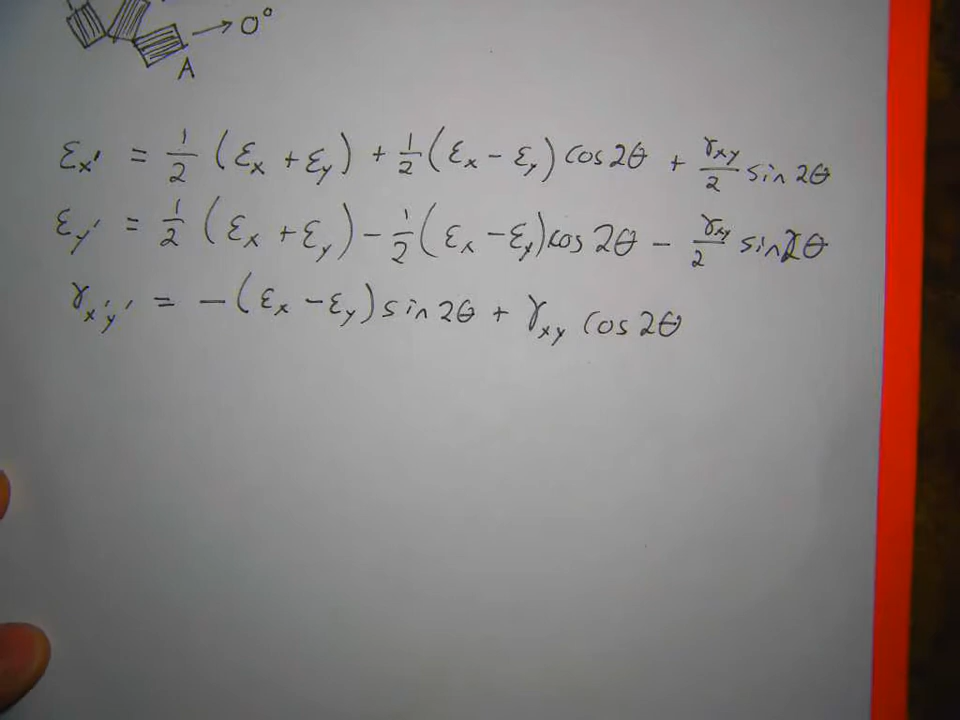 0°
A
εx' = 1/2 (εx + εy) + 1/2 (εx - εy) cos 2θ + γxy/2 sin 2θ
εy' = 1/2 (εx + εy) - 1/2 (εx - εy) cos 2θ - γxy/2 sin 2θ
γx'y' = -(εx - εy) sin 2θ + γxy cos 2θ